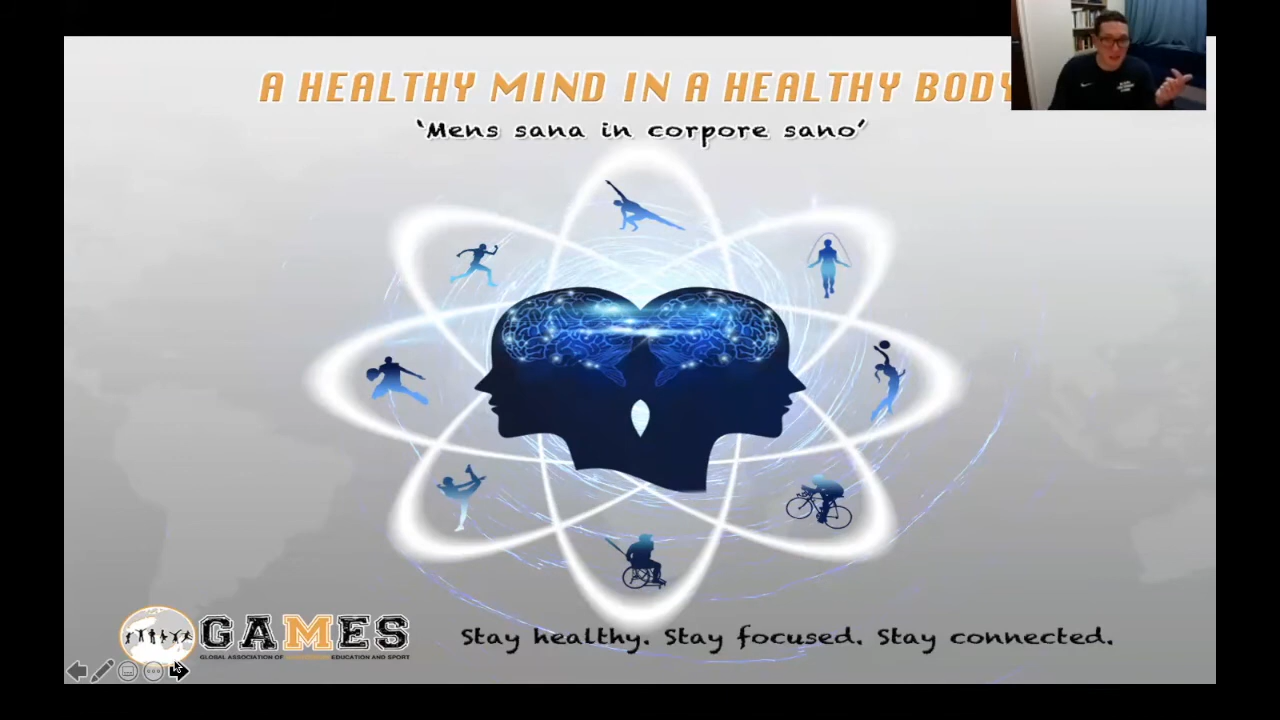 A HEALTHY MIND IN A HEALTHY BODY
'Mens sana in corpore sano'
GAMES
GLOBAL ASSOCIATION OF EDUCATION AND SPORT
Stay healthy. Stay focused. Stay connected.